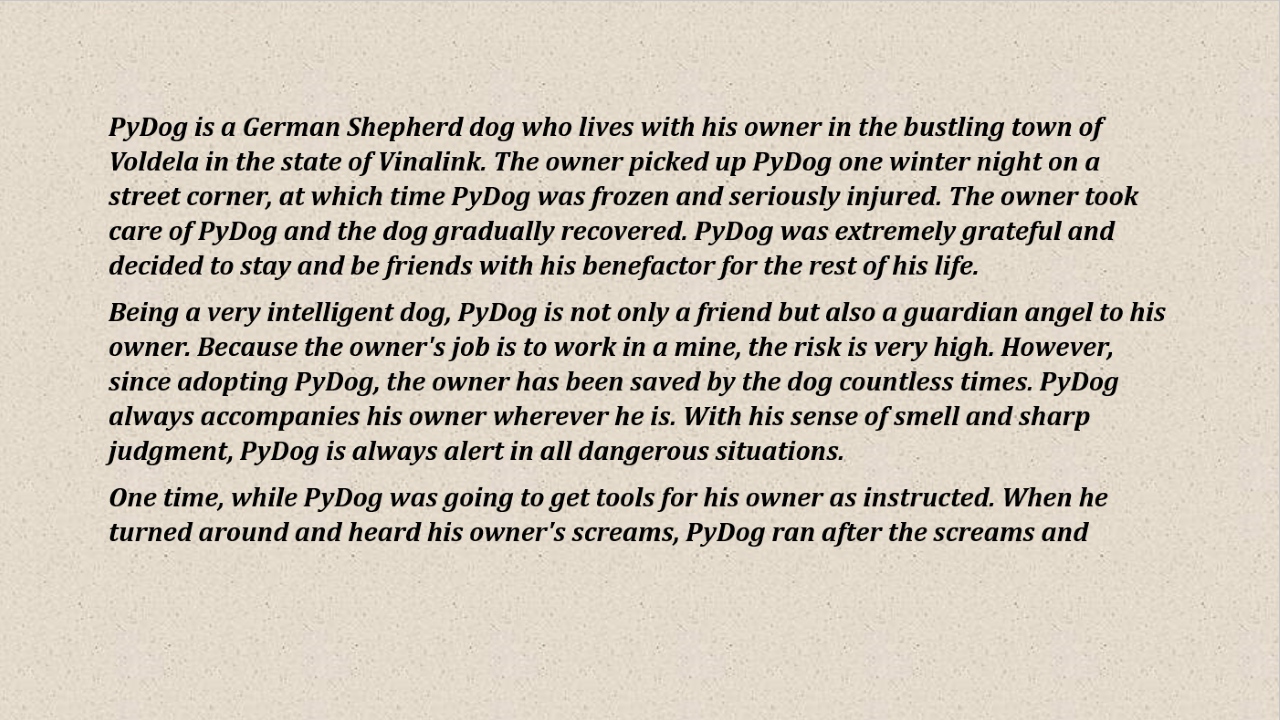 PyDog is a German Shepherd dog who lives with his owner in the bustling town of
Voldela in the state of Vinalink. The owner picked up PyDog one winter night on a
street corner, at which time PyDog was frozen and seriously injured. The owner took
care of PyDog and the dog gradually recovered. PyDog was extremely grateful and
decided to stay and be friends with his benefactor for the rest of his life.
Being a very intelligent dog, PyDog is not only a friend but also a guardian angel to his
owner. Because the owner's job is to work in a mine, the risk is very high. However,
since adopting PyDog, the owner has been saved by the dog countless times. PyDog
always accompanies his owner wherever he is. With his sense of smell and sharp
judgment, PyDog is always alert in all dangerous situations.
One time, while PyDog was going to get tools for his owner as instructed. When he
turned around and heard his owner's screams, PyDog ran after the screams and